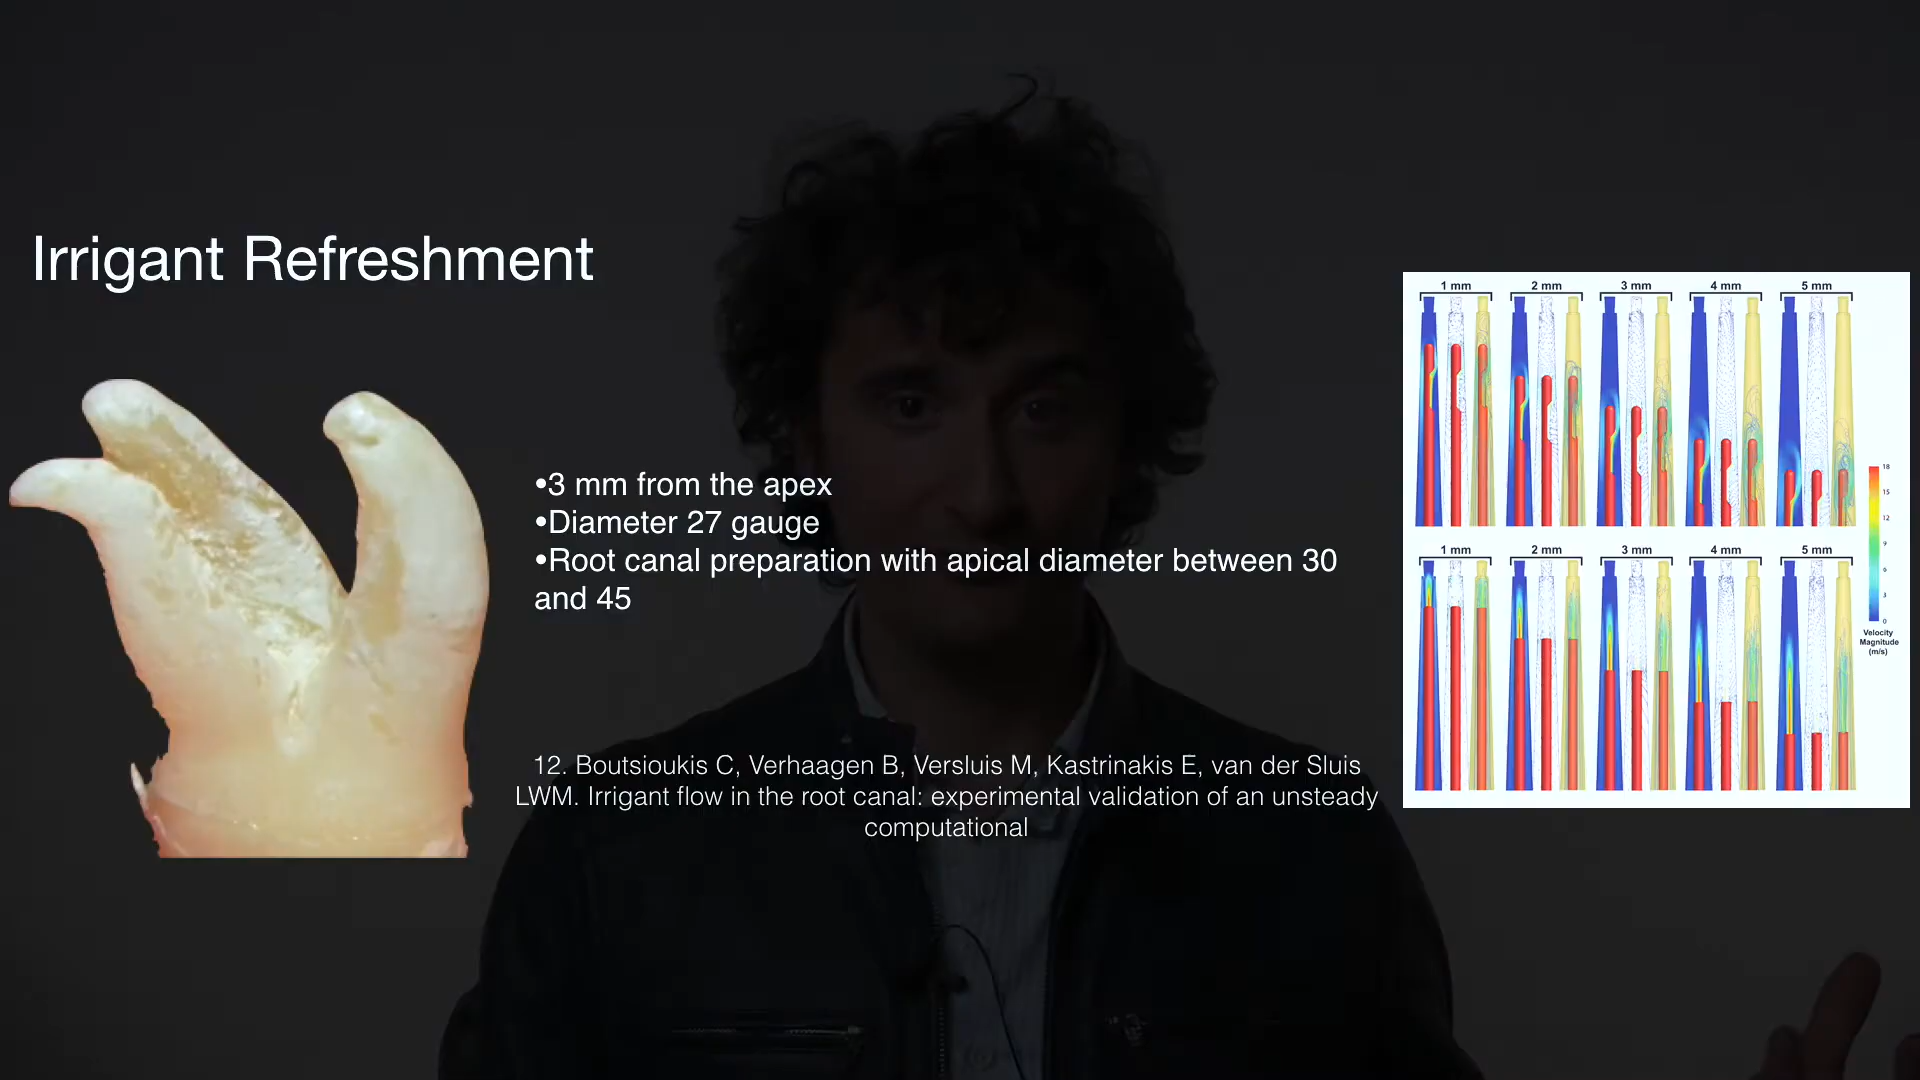 Irrigant Refreshment
•3 mm from the apex
•Diameter 27 gauge
•Root canal preparation with apical diameter between 30
and 45
12. Boutsioukis C, Verhaagen B, Versluis M, Kastrinakis E, van der Sluis
LWM. Irrigant flow in the root canal: experimental validation of an unsteady
computational
1 mm 2 mm 3 mm 4 mm 5 mm
1 mm 2 mm 3 mm 4 mm 5 mm
18
15
12
9
6
3
0
Velocity
Magnitude
(m/s)